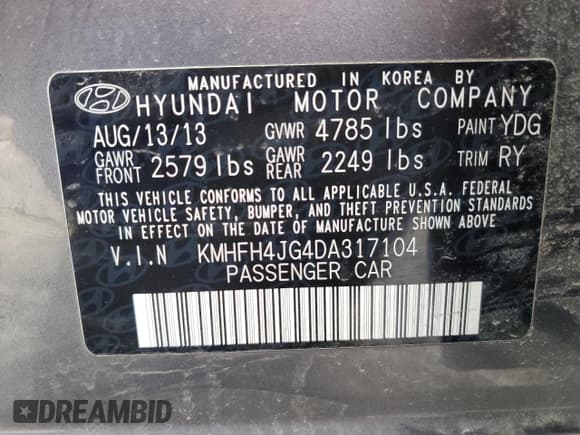 MANUFACTURED IN KOREA BY
HYUNDAI MOTOR COMPANY
AUG/13/13 GVWR 4785 lbs PAINT YDG
GAWR FRONT 2579 lbs GAWR REAR 2249 lbs TRIM RY
THIS VEHICLE CONFORMS TO ALL APPLICABLE U.S.A. FEDERAL
MOTOR VEHICLE SAFETY, BUMPER, AND THEFT PREVENTION STANDARDS
IN EFFECT ON THE DATE OF MANUFACTURE SHOWN ABOVE.
V.I.N KMHFH4JG4DA317104
PASSENGER CAR
DREAMBID